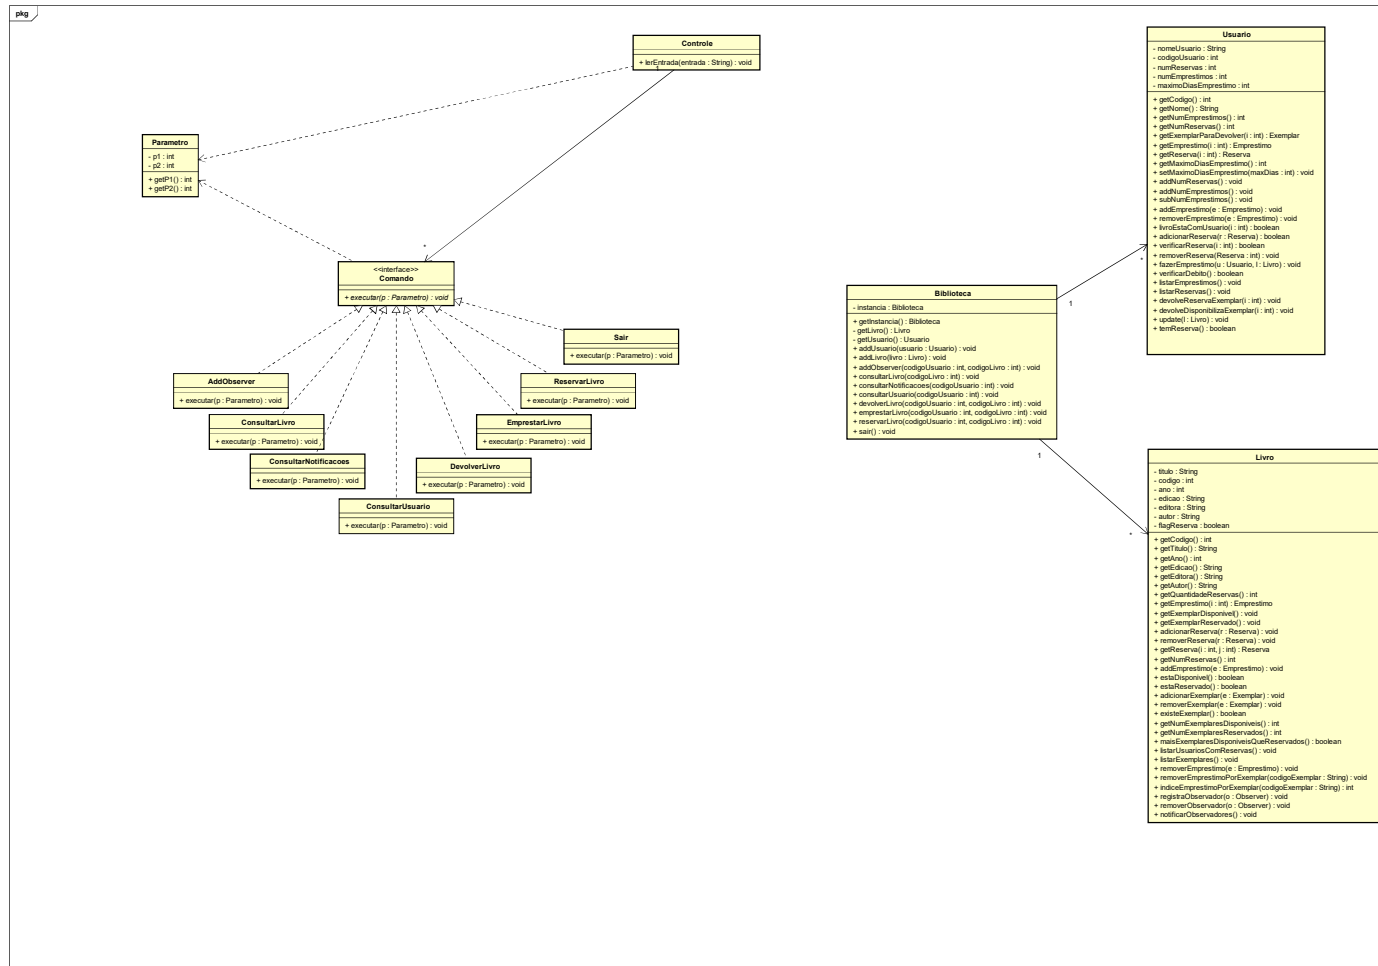 pkg
Controle
+ lerEntrada(entrada : String) : void
1
Parametro
- p1 : int
- p2 : int
+ getP1() : int
+ getP2() : int
*
<<interface>>
Comando
+ executar(p : Parametro) : void
Sair
+ executar(p : Parametro) : void
AddObserver
+ executar(p : Parametro) : void
ReservarLivro
+ executar(p : Parametro) : void
ConsultarLivro
+ executar(p : Parametro) : void
EmprestarLivro
+ executar(p : Parametro) : void
ConsultarNotificacoes
+ executar(p : Parametro) : void
DevolverLivro
+ executar(p : Parametro) : void
ConsultarUsuario
+ executar(p : Parametro) : void
Biblioteca
- instancia : Biblioteca
+ getInstancia() : Biblioteca
- getLivro() : Livro
- getUsuario() : Usuario
+ addUsuario(usuario : Usuario) : void
+ addLivro(livro : Livro) : void
+ addObserver(codigoUsuario : int, codigoLivro : int) : void
+ consultarLivro(codigoLivro : int) : void
+ consultarNotificacoes(codigoUsuario : int) : void
+ consultarUsuario(codigoUsuario : int) : void
+ devolverLivro(codigoUsuario : int, codigoLivro : int) : void
+ emprestarLivro(codigoUsuario : int, codigoLivro : int) : void
+ reservarLivro(codigoUsuario : int, codigoLivro : int) : void
+ sair() : void
1
*
1
*
Usuario
- nomeUsuario : String
- codigoUsuario : int
- numReservas : int
- numEmprestimos : int
- maximoDiasEmprestimo : int
+ getCodigo() : int
+ getNome() : String
+ getNumEmprestimos() : int
+ getNumReservas() : int
+ getExemplarParaDevolver(i : int) : Exemplar
+ getEmprestimo(i : int) : Emprestimo
+ getReserva(i : int) : Reserva
+ getMaximoDiasEmprestimo() : int
+ setMaximoDiasEmprestimo(maxDias : int) : void
+ addNumReservas() : void
+ addNumEmprestimos() : void
+ subNumEmprestimos() : void
+ addEmprestimo(e : Emprestimo) : void
+ removerEmprestimo(e : Emprestimo) : void
+ livroEstaComUsuario(i : int) : boolean
+ adicionarReserva(r : Reserva) : boolean
+ verificarReserva(i : int) : boolean
+ removerReserva(Reserva : int) : void
+ fazerEmprestimo(u : Usuario, l : Livro) : void
+ verificarDebito() : boolean
+ listarEmprestimos() : void
+ listarReservas() : void
+ devolveReservaExemplar(i : int) : void
+ devolveDisponibilizaExemplar(i : int) : void
+ update(l : Livro) : void
+ temReserva() : boolean
Livro
- titulo : String
- codigo : int
- ano : int
- edicao : String
- editora : String
- autor : String
- flagReserva : boolean
+ getCodigo() : int
+ getTitulo() : String
+ getAno() : int
+ getEdicao() : String
+ getEditora() : String
+ getAutor() : String
+ getQuantidadeReservas() : int
+ getEmprestimo(i : int) : Emprestimo
+ getExemplarDisponivel() : void
+ getExemplarReservado() : void
+ adicionarReserva(r : Reserva) : void
+ removerReserva(r : Reserva) : void
+ getReserva(i : int, j : int) : Reserva
+ getNumReservas() : int
+ addEmprestimo(e : Emprestimo) : void
+ estaDisponivel() : boolean
+ estaReservado() : boolean
+ adicionarExemplar(e : Exemplar) : void
+ removerExemplar(e : Exemplar) : void
+ existeExemplar() : boolean
+ getNumExemplaresDisponiveis() : int
+ getNumExemplaresReservados() : int
+ maisExemplaresDisponiveisQueReservados() : boolean
+ listarUsuariosComReservas() : void
+ listarExemplares() : void
+ removerEmprestimo(e : Emprestimo) : void
+ removerEmprestimoPorExemplar(codigoExemplar : String) : void
+ indiceEmprestimoPorExemplar(codigoExemplar : String) : int
+ registraObservador(o : Observer) : void
+ removerObservador(o : Observer) : void
+ notificarObservadores() : void